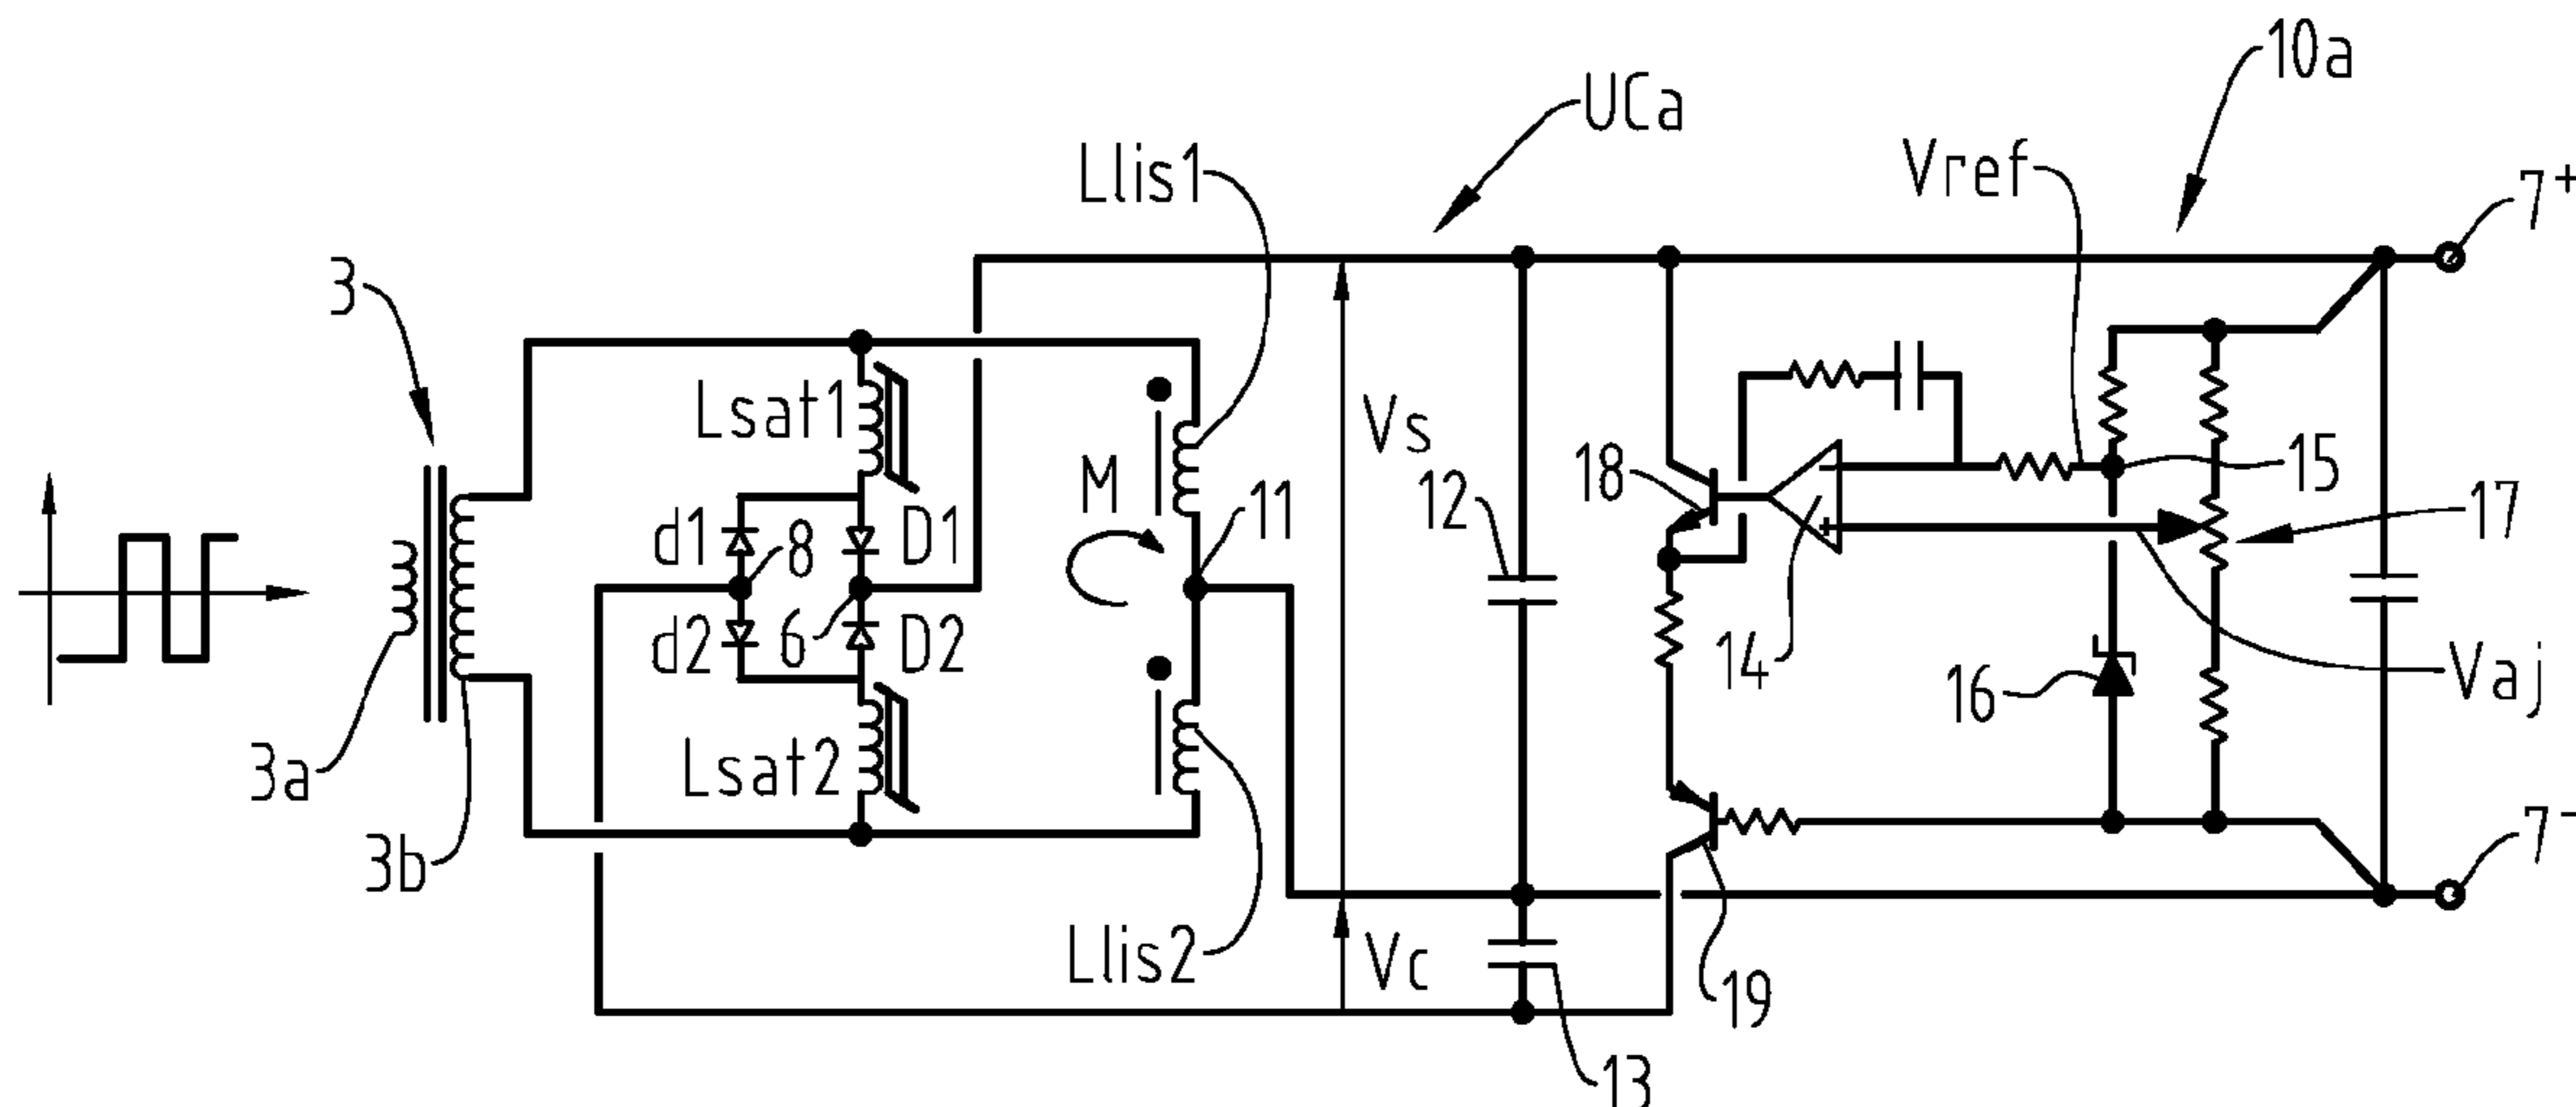 10a
UCa
Llis1
Vref
7+
3
Lsat1
Vs
M
18
-
15
12
11
17
d1
8
D1
+
d2
6
D2
14
16
Vaj
Lsat2
3a
3b
7-
Llis2
Vc
19
13